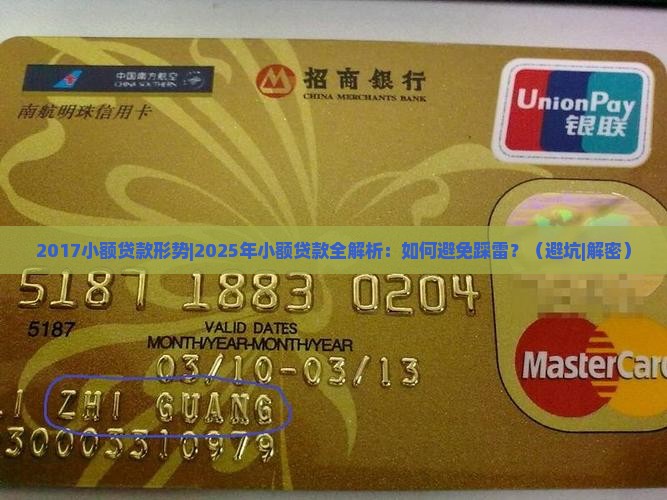 中国南方航空
CHINA SOUTHERN
南航明珠信用卡
招商银行
CHINA MERCHANTS BANK
UnionPay
银联
2017小额贷款形势|2025年小额贷款全解析：如何避免踩雷？（避坑|解密）
5187 1883 0204
5187
VALID DATES
MONTH/YEAR-MONTH/YEAR
03/10-03/13
MasterCard
ZHI GUANG
30003310979